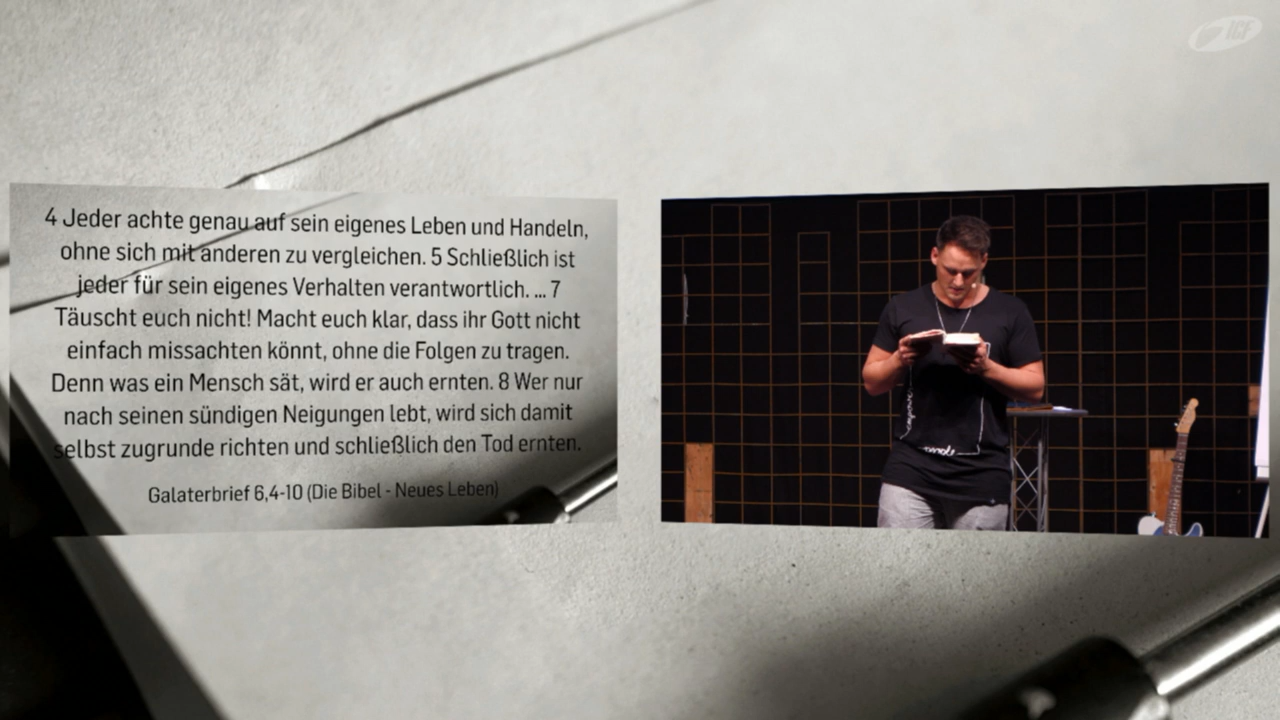 ICF
4 Jeder achte genau auf sein eigenes Leben und Handeln,
ohne sich mit anderen zu vergleichen. 5 Schließlich ist
jeder für sein eigenes Verhalten verantwortlich. ... 7
Täuscht euch nicht! Macht euch klar, dass ihr Gott nicht
einfach missachten könnt, ohne die Folgen zu tragen.
Denn was ein Mensch sät, wird er auch ernten. 8 Wer nur
nach seinen sündigen Neigungen lebt, wird sich damit
selbst zugrunde richten und schließlich den Tod ernten.
Galaterbrief 6,4-10 (Die Bibel - Neues Leben)